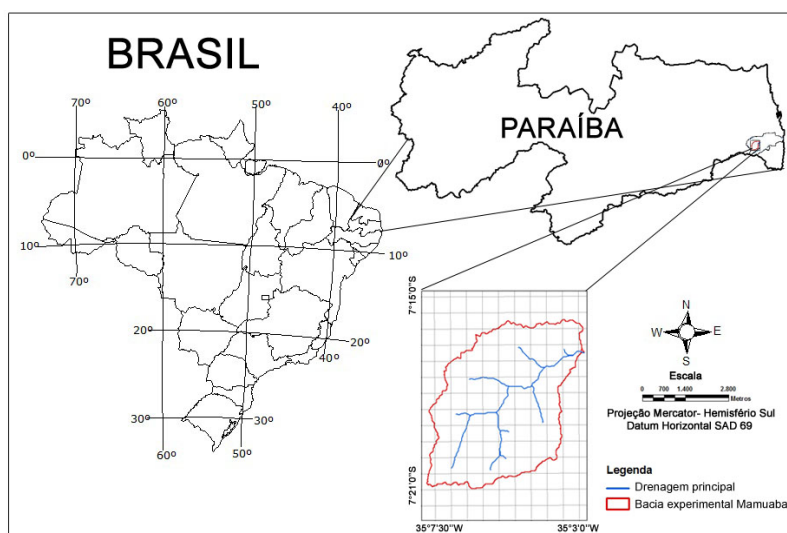 BRASIL
PARAÍBA
70º
60º
50º
40º
0º
0º
10º
10º
70º
20º
20º
40º
30º
30º
60º
50º
7°15'0"S
7°21'0"S
35°7'30"W
35°3'0"W
N
W
E
S
Escala
0 700 1.400 2.800
Metros
Projeção Mercator- Hemisfério Sul
Datum Horizontal SAD 69
Legenda
Drenagem principal
Bacia experimental Mamuaba